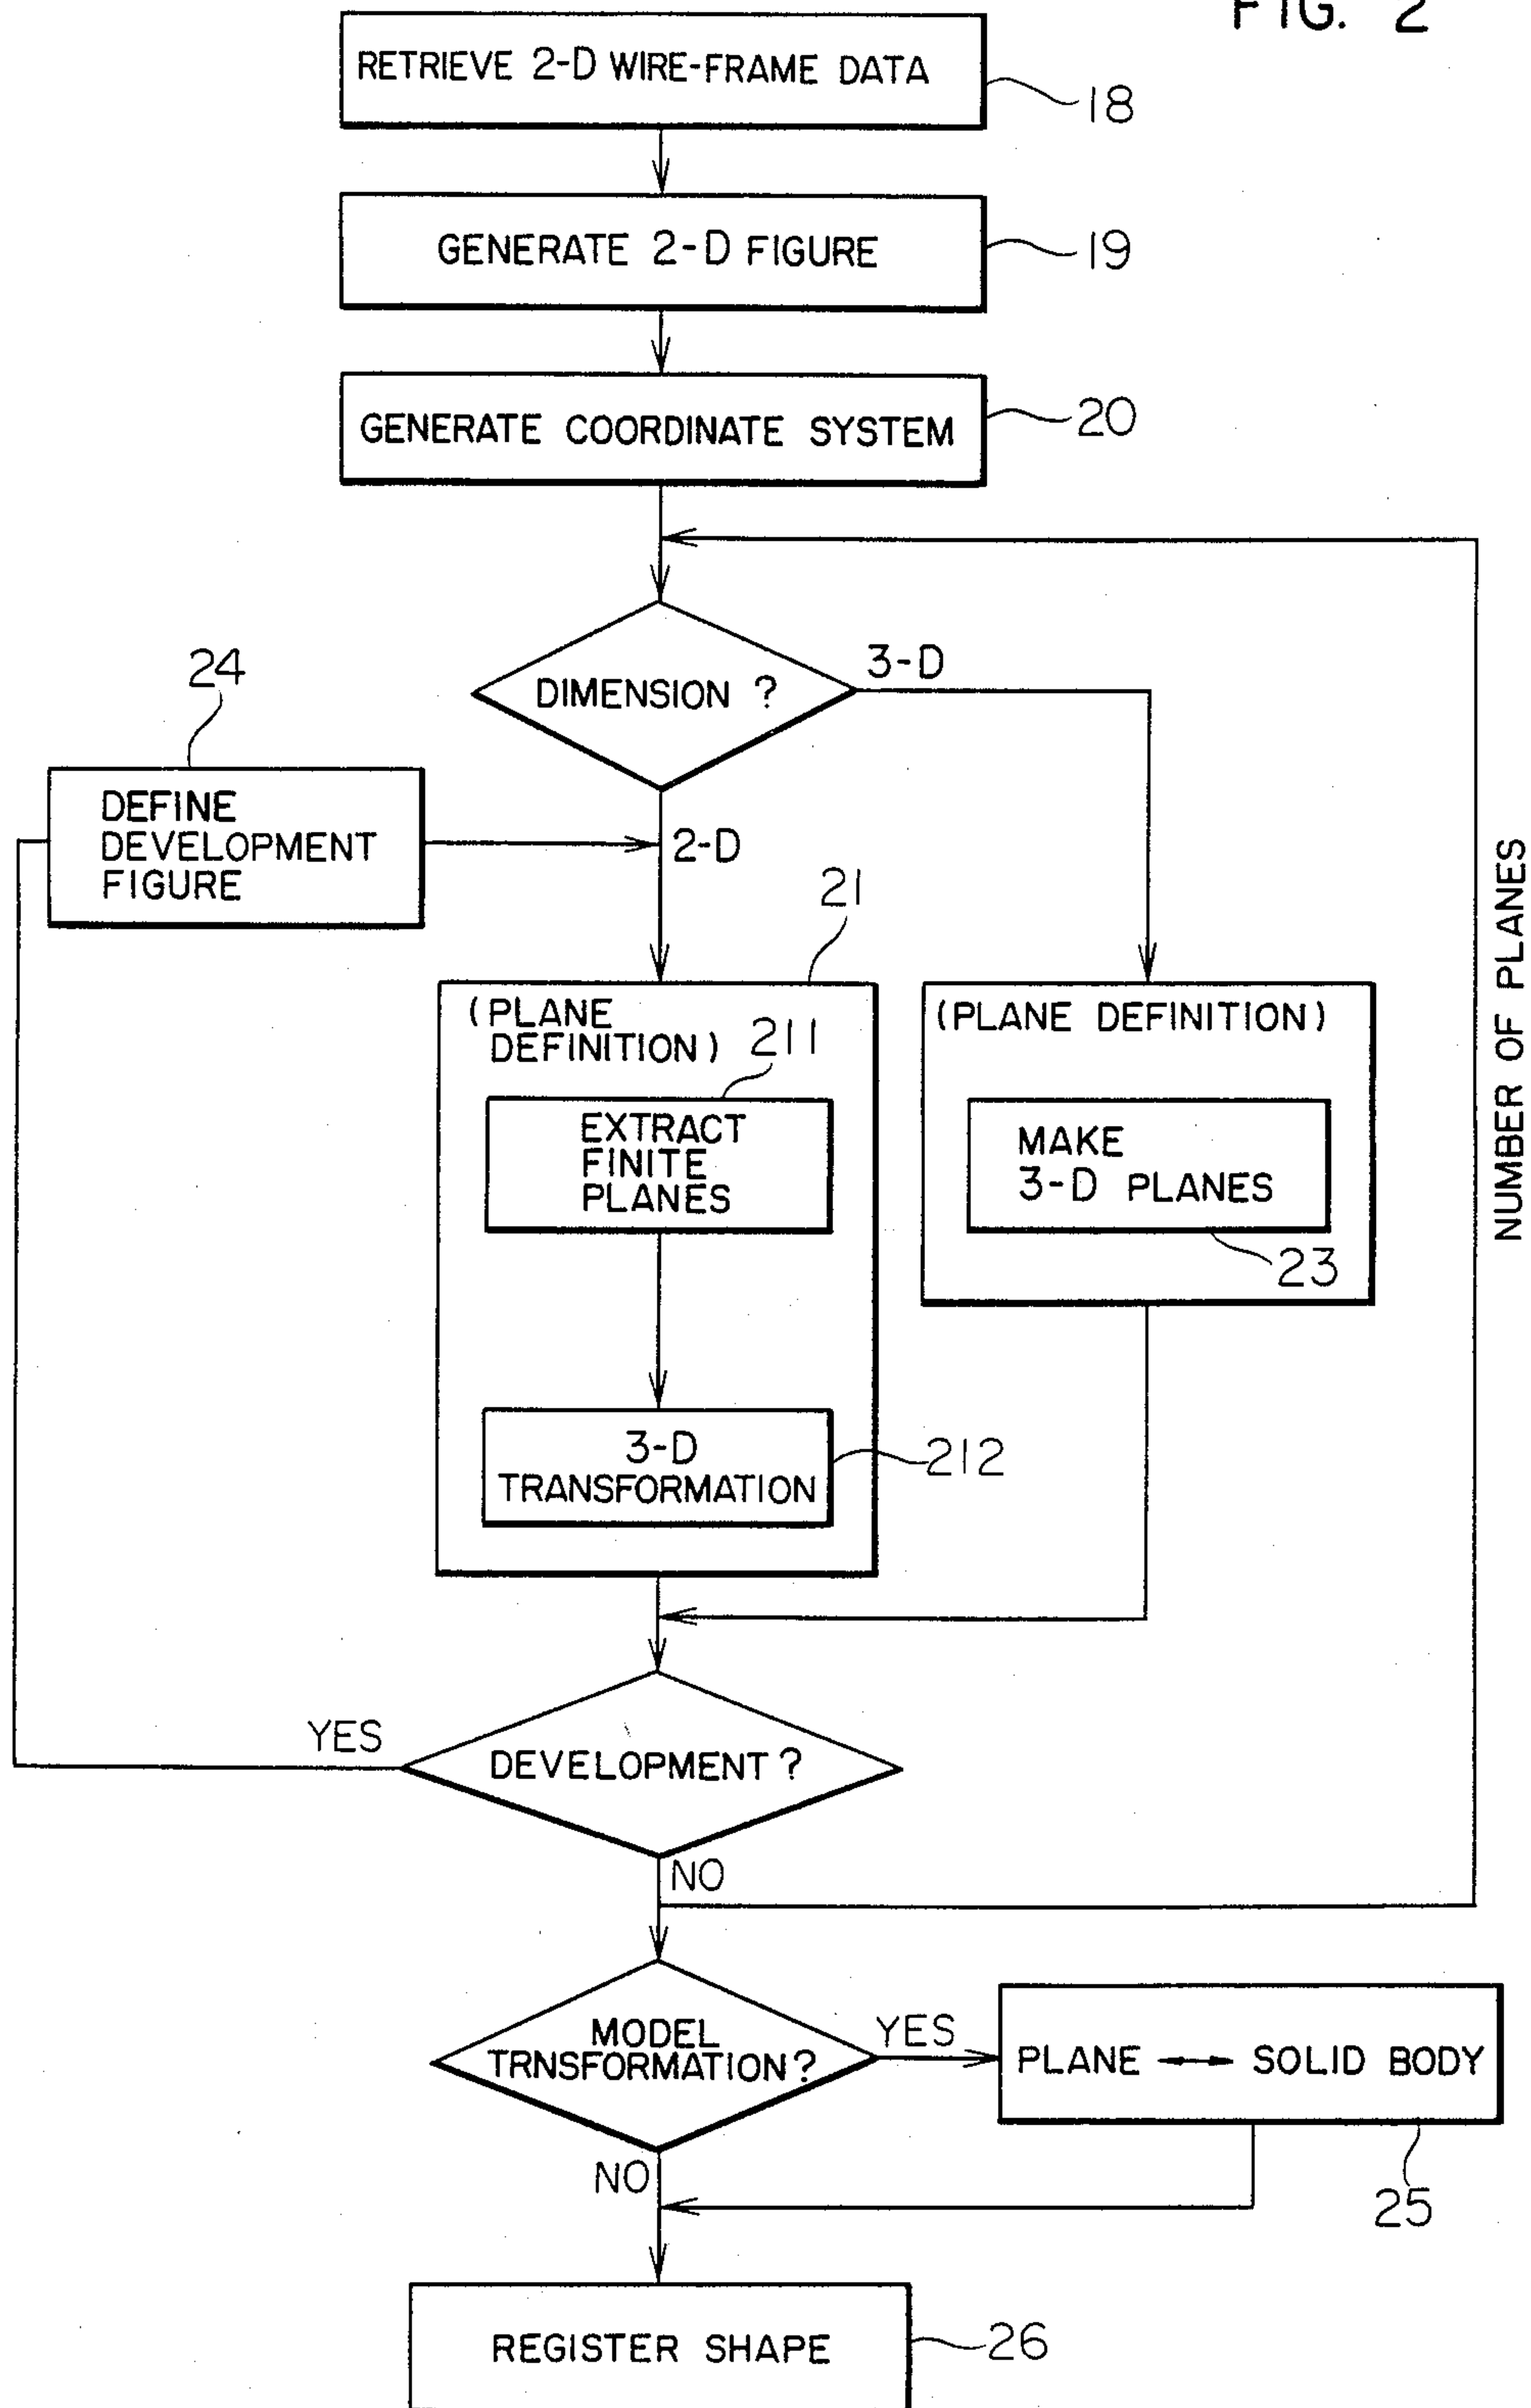 FIG. 2
RETRIEVE 2-D WIRE-FRAME DATA
18
GENERATE 2-D FIGURE
19
GENERATE COORDINATE SYSTEM
20
DIMENSION ?
3-D
24
DEFINE
DEVELOPMENT
FIGURE
2-D
21
(PLANE
DEFINITION)
211
EXTRACT
FINITE
PLANES
3-D
TRANSFORMATION
212
(PLANE DEFINITION)
MAKE
3-D PLANES
23
NUMBER OF PLANES
YES
DEVELOPMENT ?
NO
MODEL
TRNSFORMATION ?
YES
PLANE ↔ SOLID BODY
25
NO
REGISTER SHAPE
26